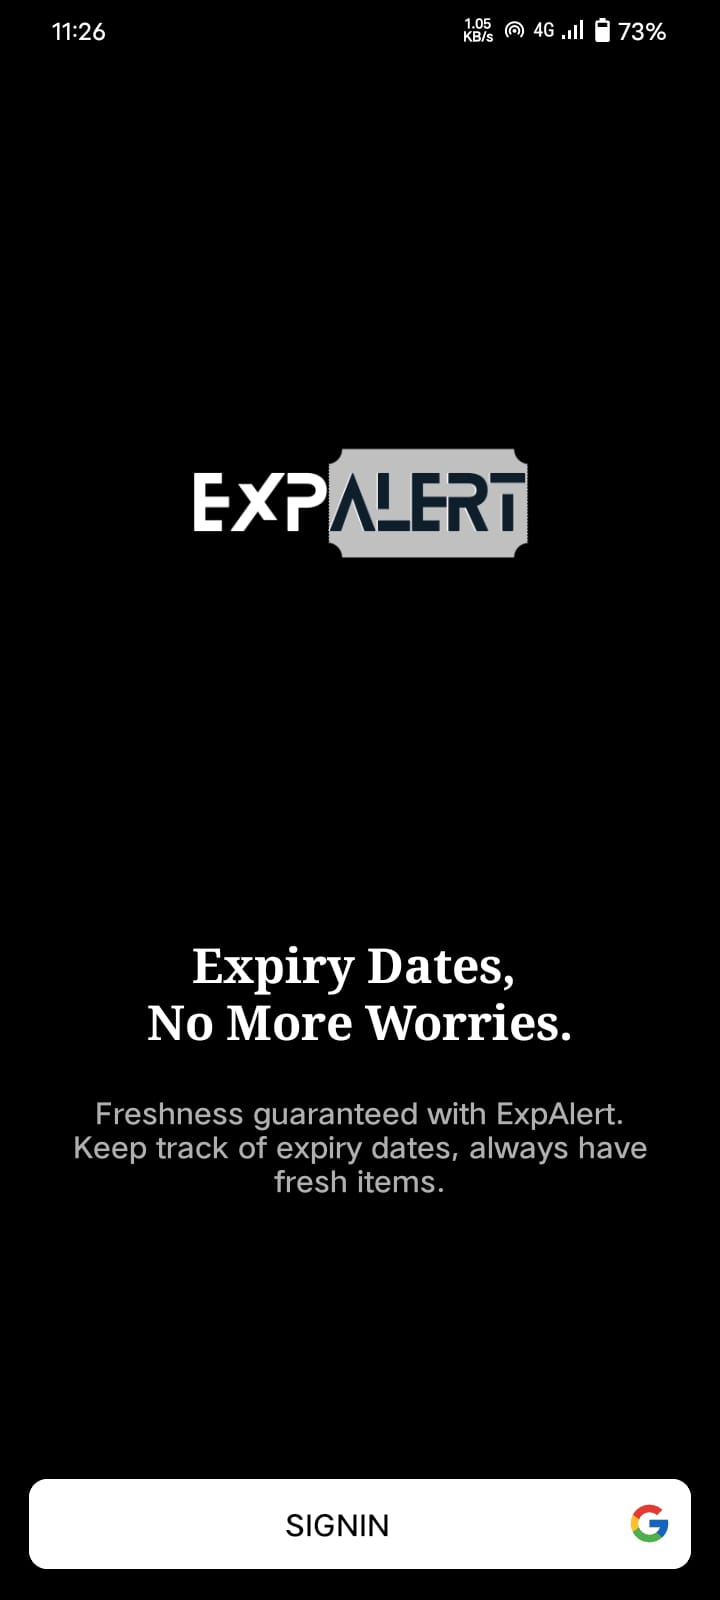 11:26
1.05
KB/s
4G
73%
EXPALERT
Expiry Dates,
No More Worries.
Freshness guaranteed with ExpAlert.
Keep track of expiry dates, always have
fresh items.
SIGNIN